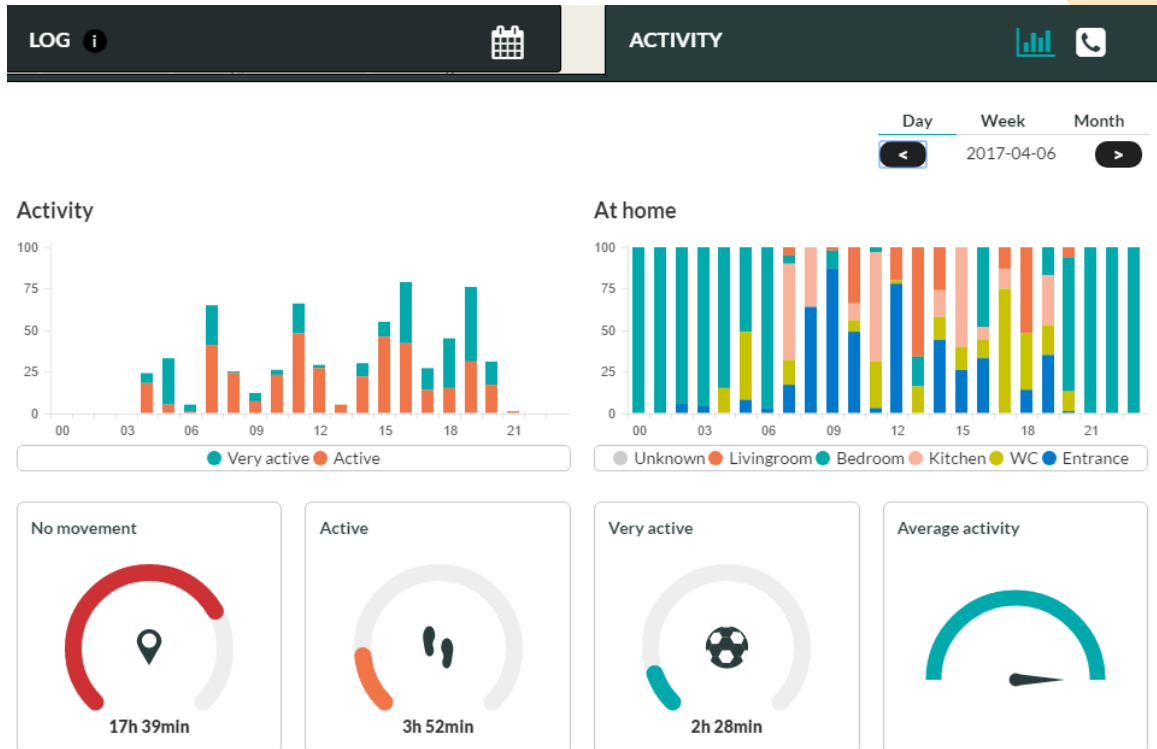 LOG i
ACTIVITY
Day Week Month
< 2017-04-06 >
Activity
100
75
50
25
0
00 03 06 09 12 15 18 21
Very active Active
At home
100
75
50
25
0
00 03 06 09 12 15 18 21
Unknown Livingroom Bedroom Kitchen WC Entrance
No movement
17h 39min
Active
3h 52min
Very active
2h 28min
Average activity